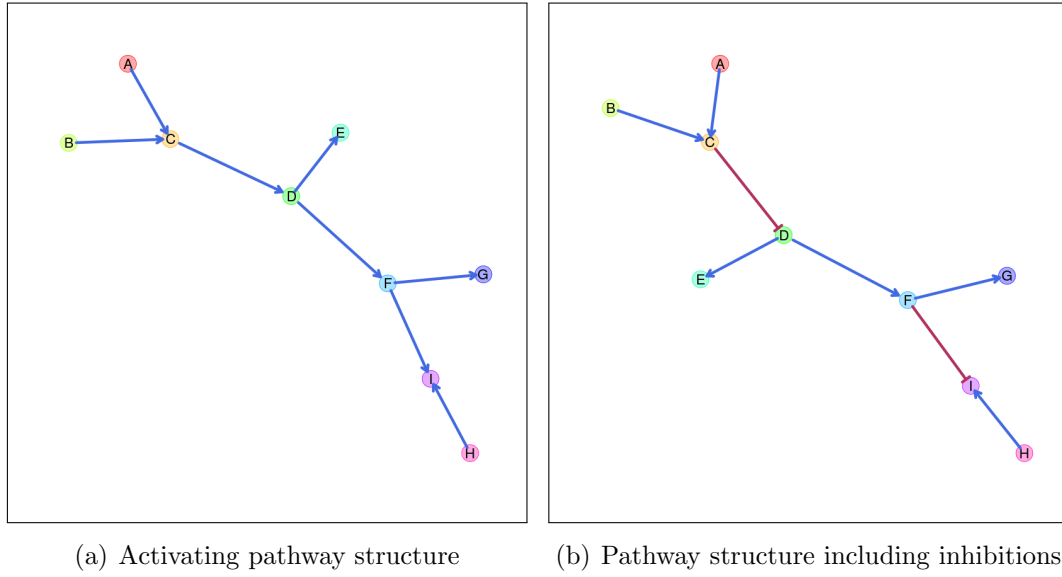 A
B
C
E
D
F
G
I
H
A
B
C
D
E
F
G
I
H
(a) Activating pathway structure
(b) Pathway structure including inhibitions